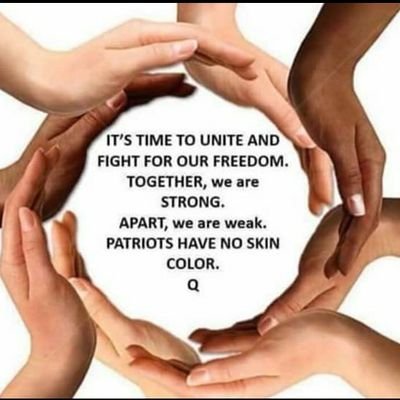 IT'S TIME TO UNITE AND
FIGHT FOR OUR FREEDOM.
TOGETHER, we are
STRONG.
APART, we are weak.
PATRIOTS HAVE NO SKIN
COLOR.
Q